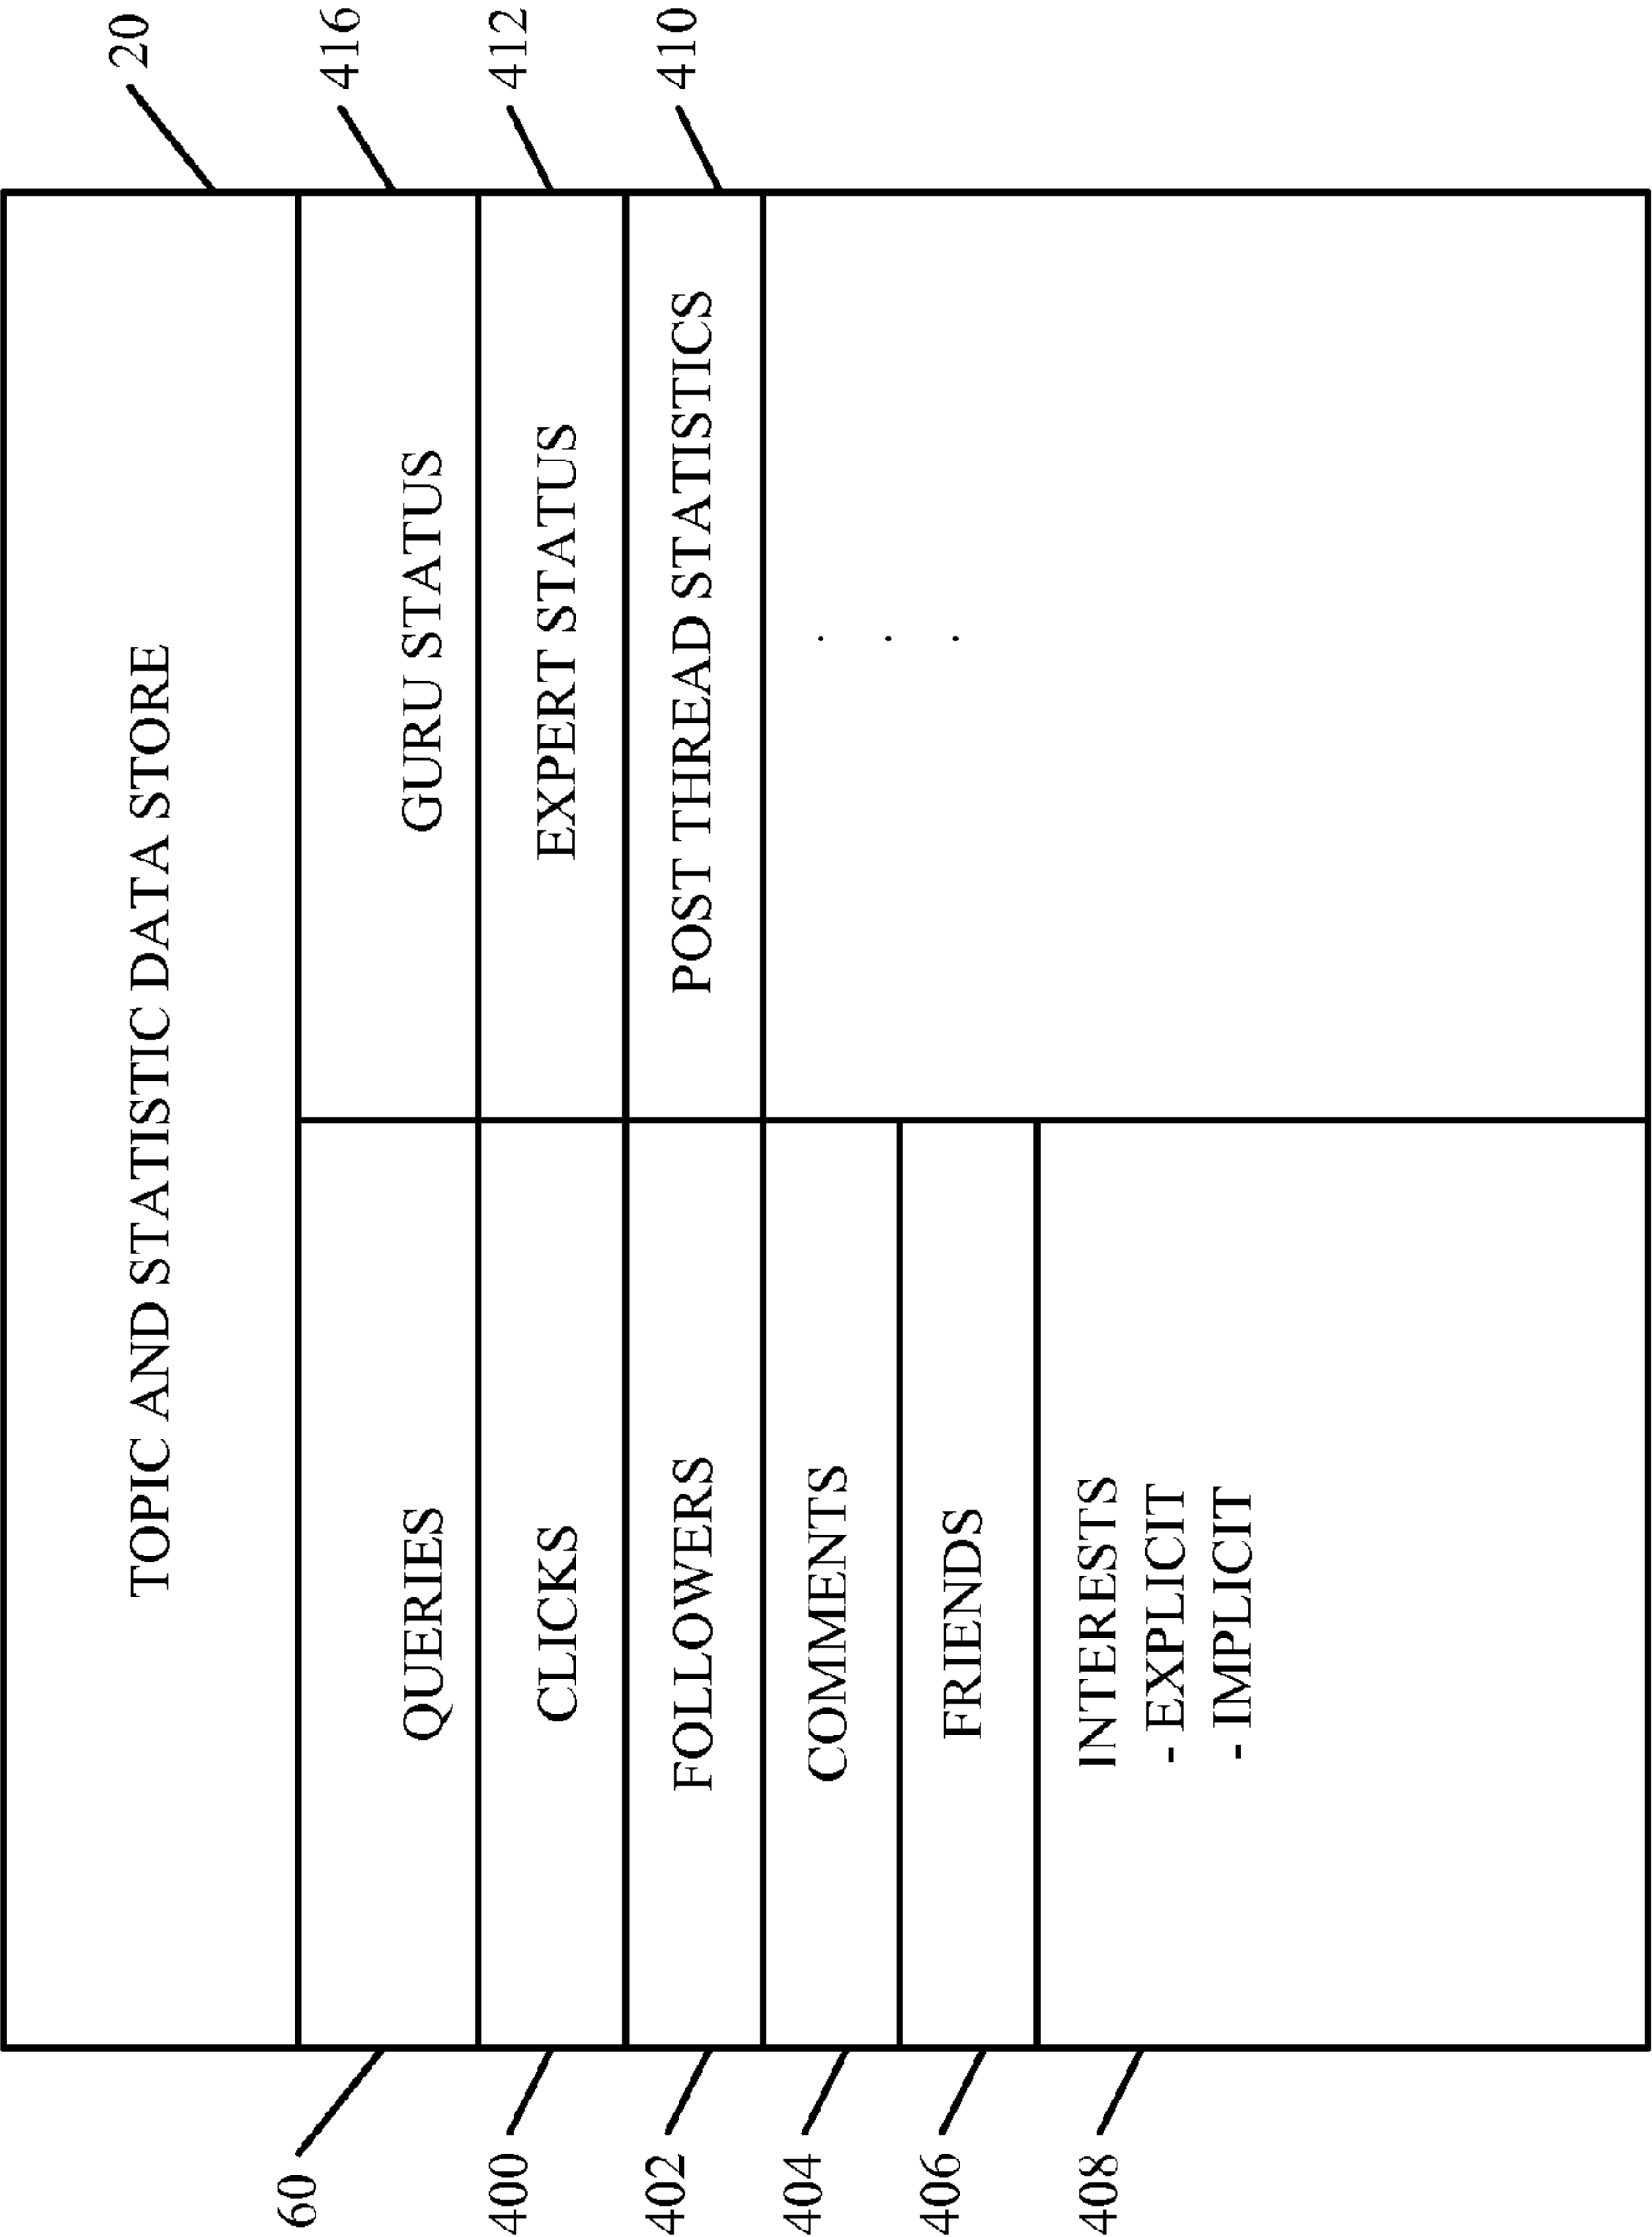 TOPIC AND STATISTIC DATA STORE
20
60
QUERIES
GURU STATUS
416
400
CLICKS
EXPERT STATUS
412
402
FOLLOWERS
POST THREAD STATISTICS
410
404
COMMENTS
.
.
.
406
FRIENDS
408
INTERESTS
- EXPLICIT
- IMPLICIT